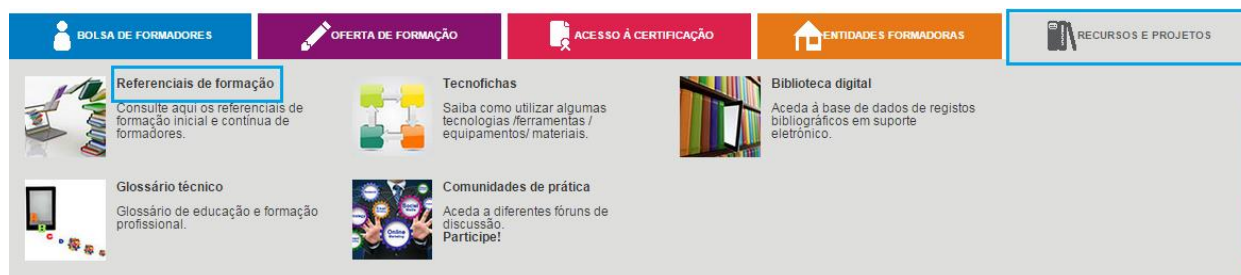 BOLSA DE FORMADORES
OFERTA DE FORMAÇÃO
ACESSO À CERTIFICAÇÃO
ENTIDADES FORMADORAS
RECURSOS E PROJETOS
Referenciais de formação
Consulte aqui os referenciais de
formação inicial e contínua de
formadores.
Tecnofichas
Saiba como utilizar algumas
tecnologias /ferramentas /
equipamentos/ materiais.
Biblioteca digital
Aceda à base de dados de registos
bibliográficos em suporte
eletrónico.
Glossário técnico
Glossário de educação e formação
profissional.
Comunidades de prática
Aceda a diferentes fóruns de
discussão.
Participe!
Online